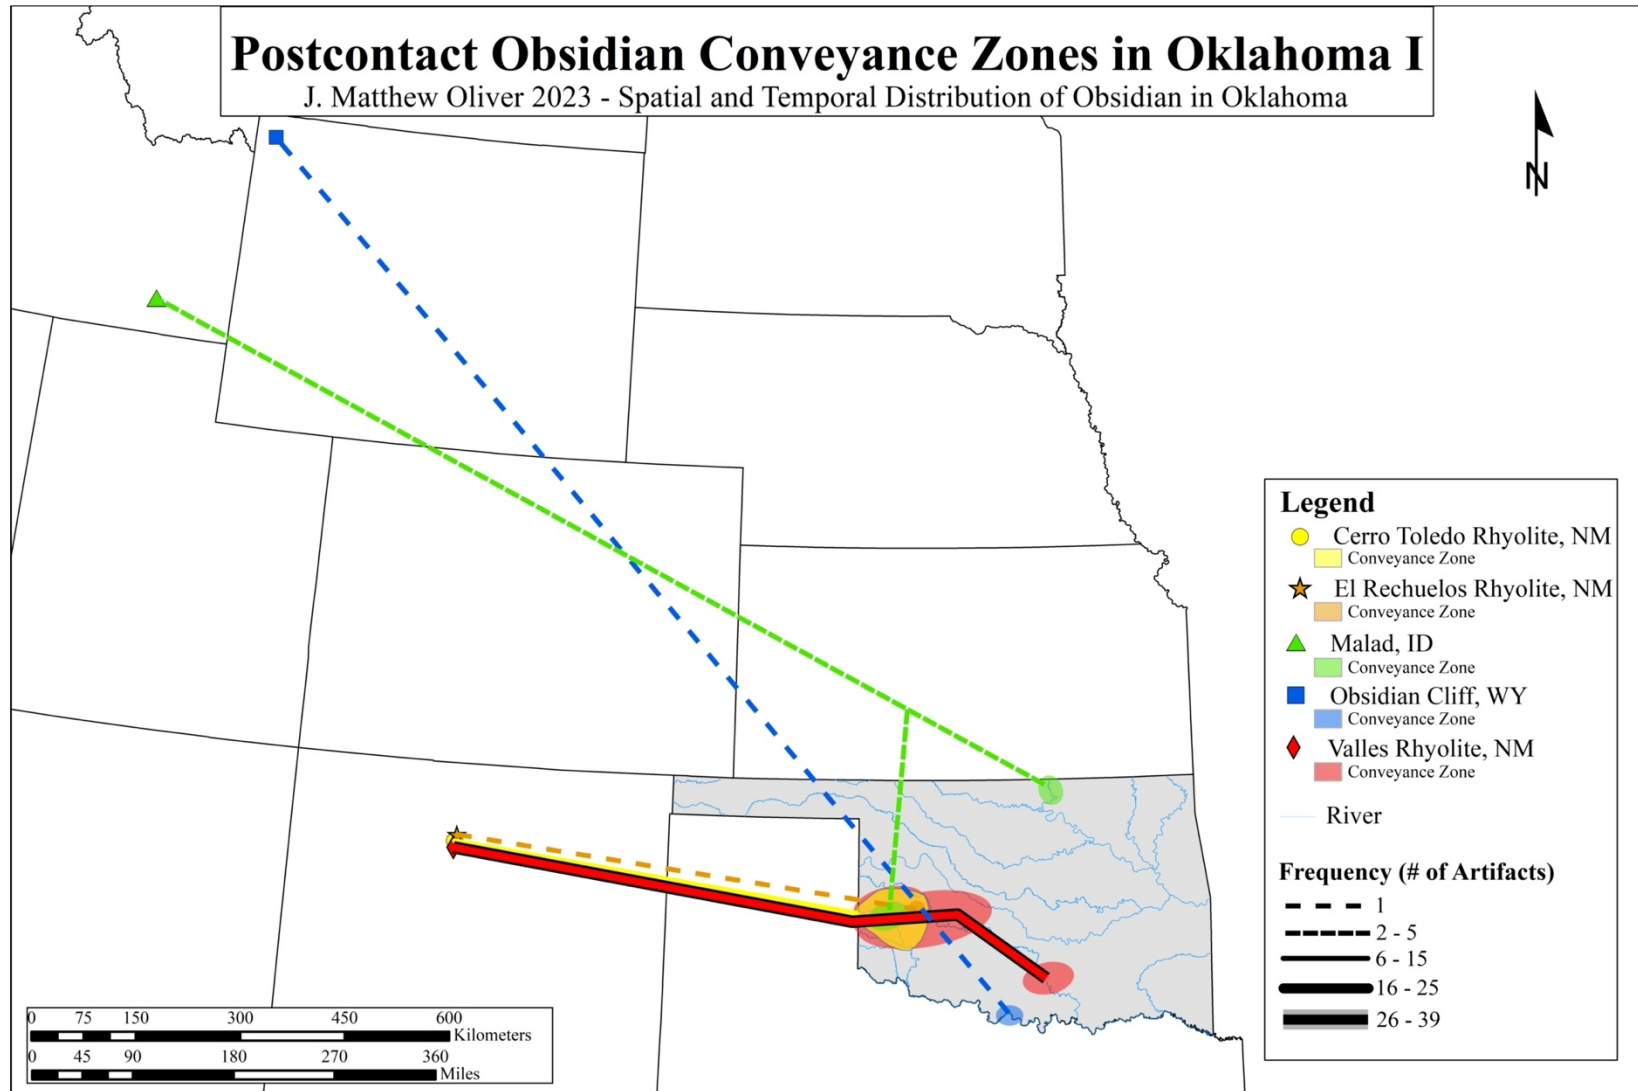 Postcontact Obsidian Conveyance Zones in Oklahoma I
J. Matthew Oliver 2023 - Spatial and Temporal Distribution of Obsidian in Oklahoma
N
Legend
Cerro Toledo Rhyolite, NM
Conveyance Zone
El Rechuelos Rhyolite, NM
Conveyance Zone
Malad, ID
Conveyance Zone
Obsidian Cliff, WY
Conveyance Zone
Valles Rhyolite, NM
Conveyance Zone
River
Frequency (# of Artifacts)
1
2 - 5
6 - 15
16 - 25
26 - 39
0 75 150 300 450 600
Kilometers
0 45 90 180 270 360
Miles